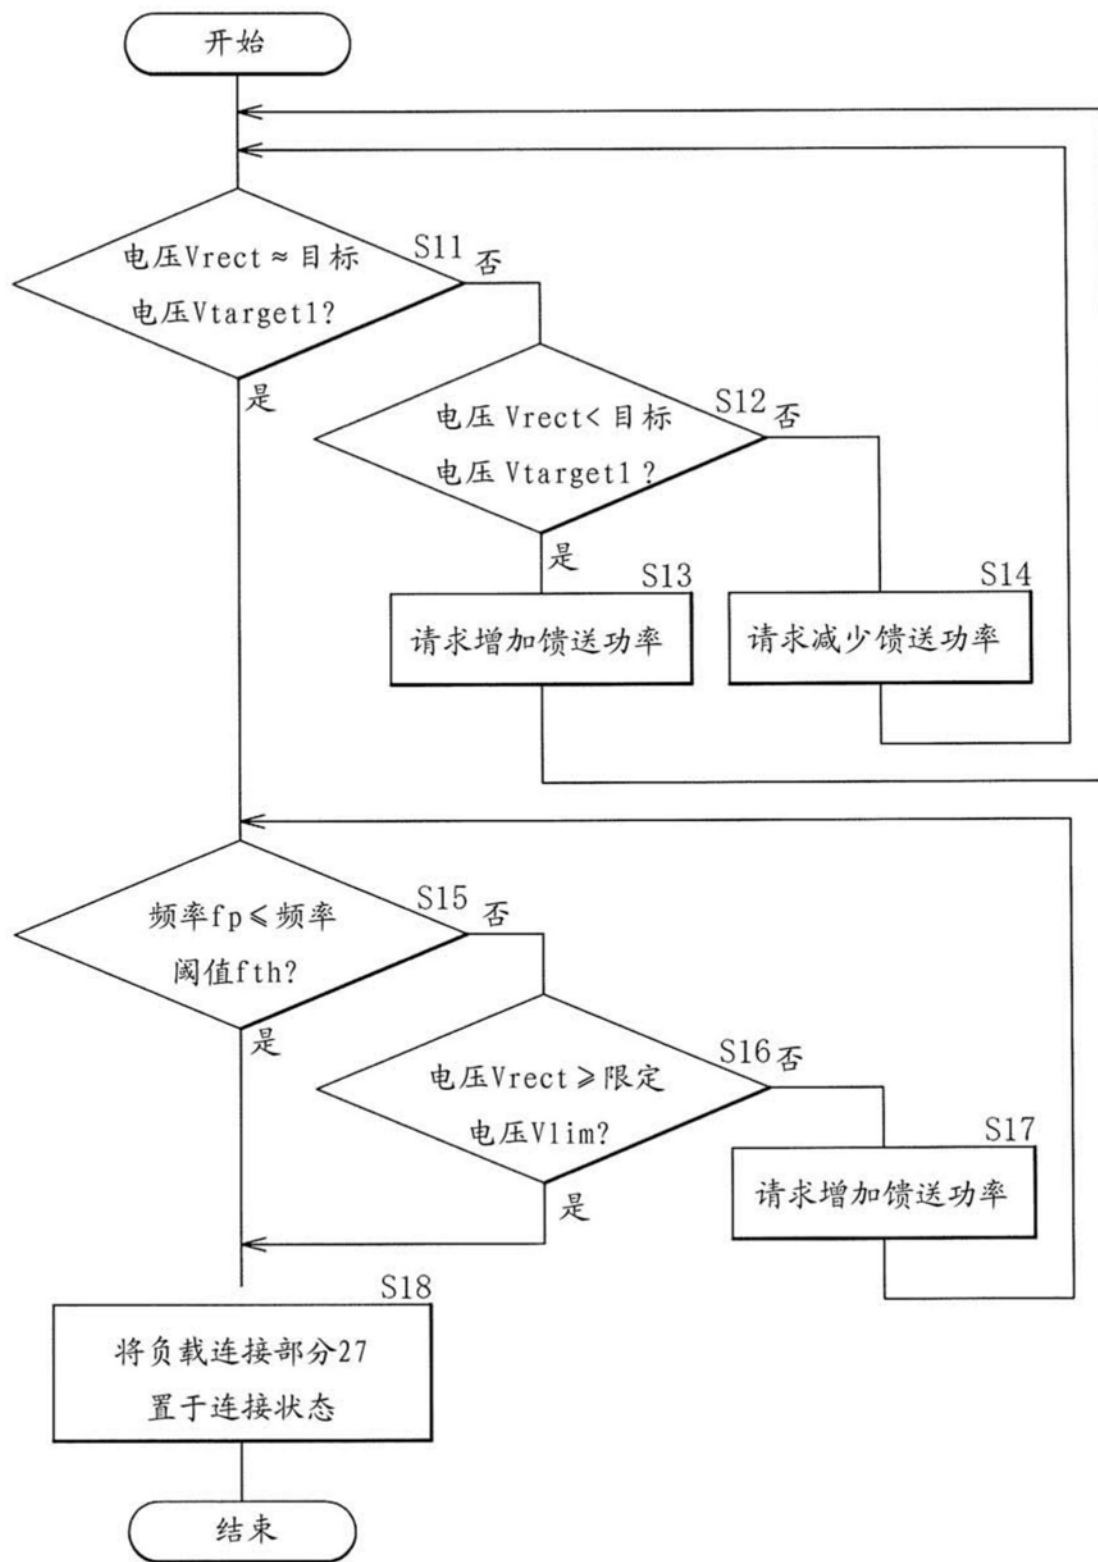 开始
电压Vrect≈目标
电压Vtarget1?
S11
否
是
电压 Vrect<目标
电压 Vtarget1?
S12
否
是
S13
请求增加馈送功率
S14
请求减少馈送功率
频率fp≤频率
阈值fth?
S15
否
是
电压Vrect≥限定
电压Vlim?
S16
否
是
S17
请求增加馈送功率
S18
将负载连接部分27
置于连接状态
结束